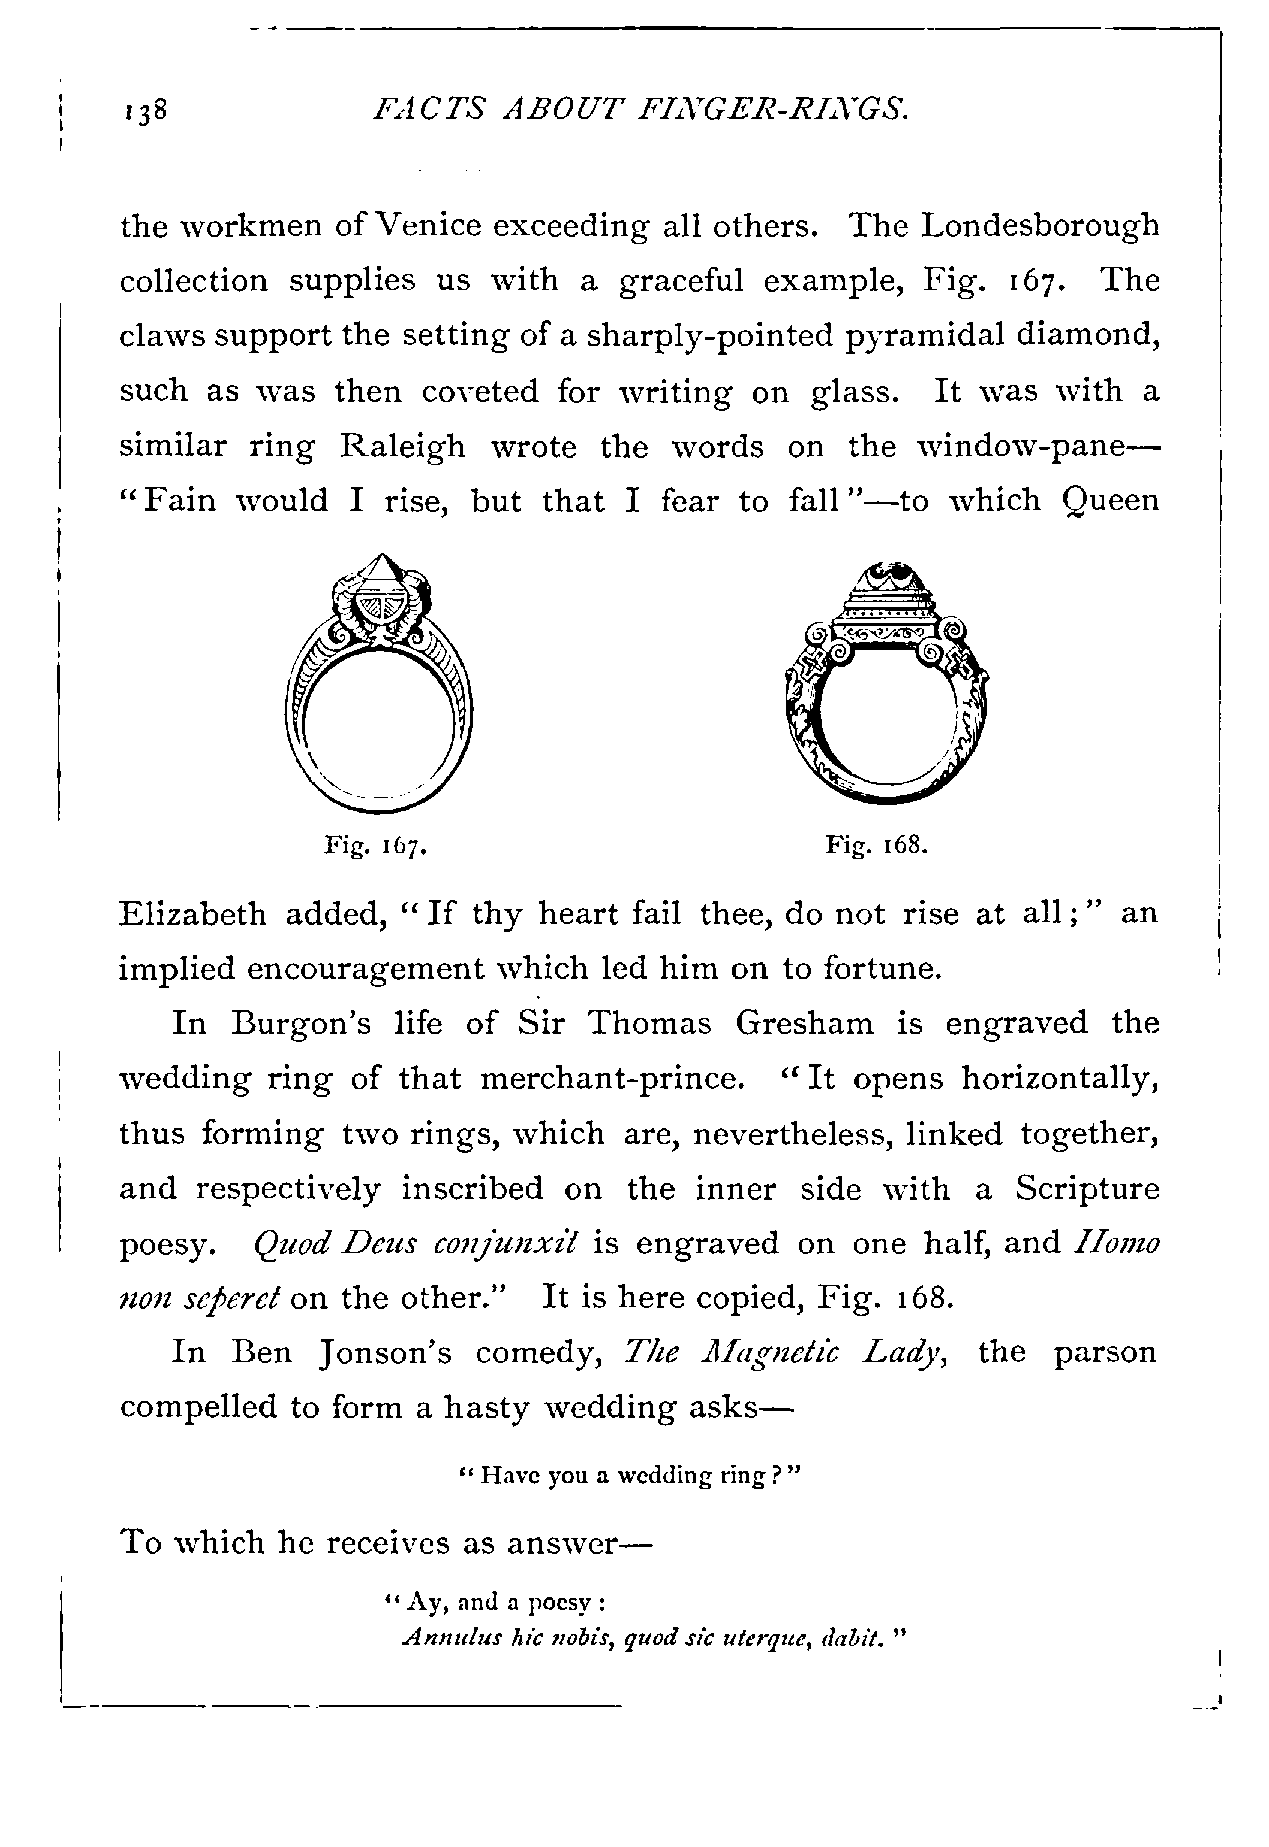 138 FACTS ABOUT FINGER-RINGS.
the workmen of Venice exceeding all others. The Londesborough
collection supplies us with a graceful example, Fig. 167. The
claws support the setting of a sharply-pointed pyramidal diamond,
such as was then coveted for writing on glass. It was with a
similar ring Raleigh wrote the words on the window-pane—
“Fain would I rise, but that I fear to fall”—to which Queen
Fig. 167. Fig. 168.
Elizabeth added, “If thy heart fail thee, do not rise at all;” an
implied encouragement which led him on to fortune.
In Burgon's life of Sir Thomas Gresham is engraved the
wedding ring of that merchant-prince. “It opens horizontally,
thus forming two rings, which are, nevertheless, linked together,
and respectively inscribed on the inner side with a Scripture
poesy. Quod Deus conjunxit is engraved on one half, and Homo
non seperet on the other.” It is here copied, Fig. 168.
In Ben Jonson's comedy, The Magnetic Lady, the parson
compelled to form a hasty wedding asks—
“Have you a wedding ring?”
To which he receives as answer—
“Ay, and a poesy:
Annulus hic nobis, quod sic uterque, dabit.”